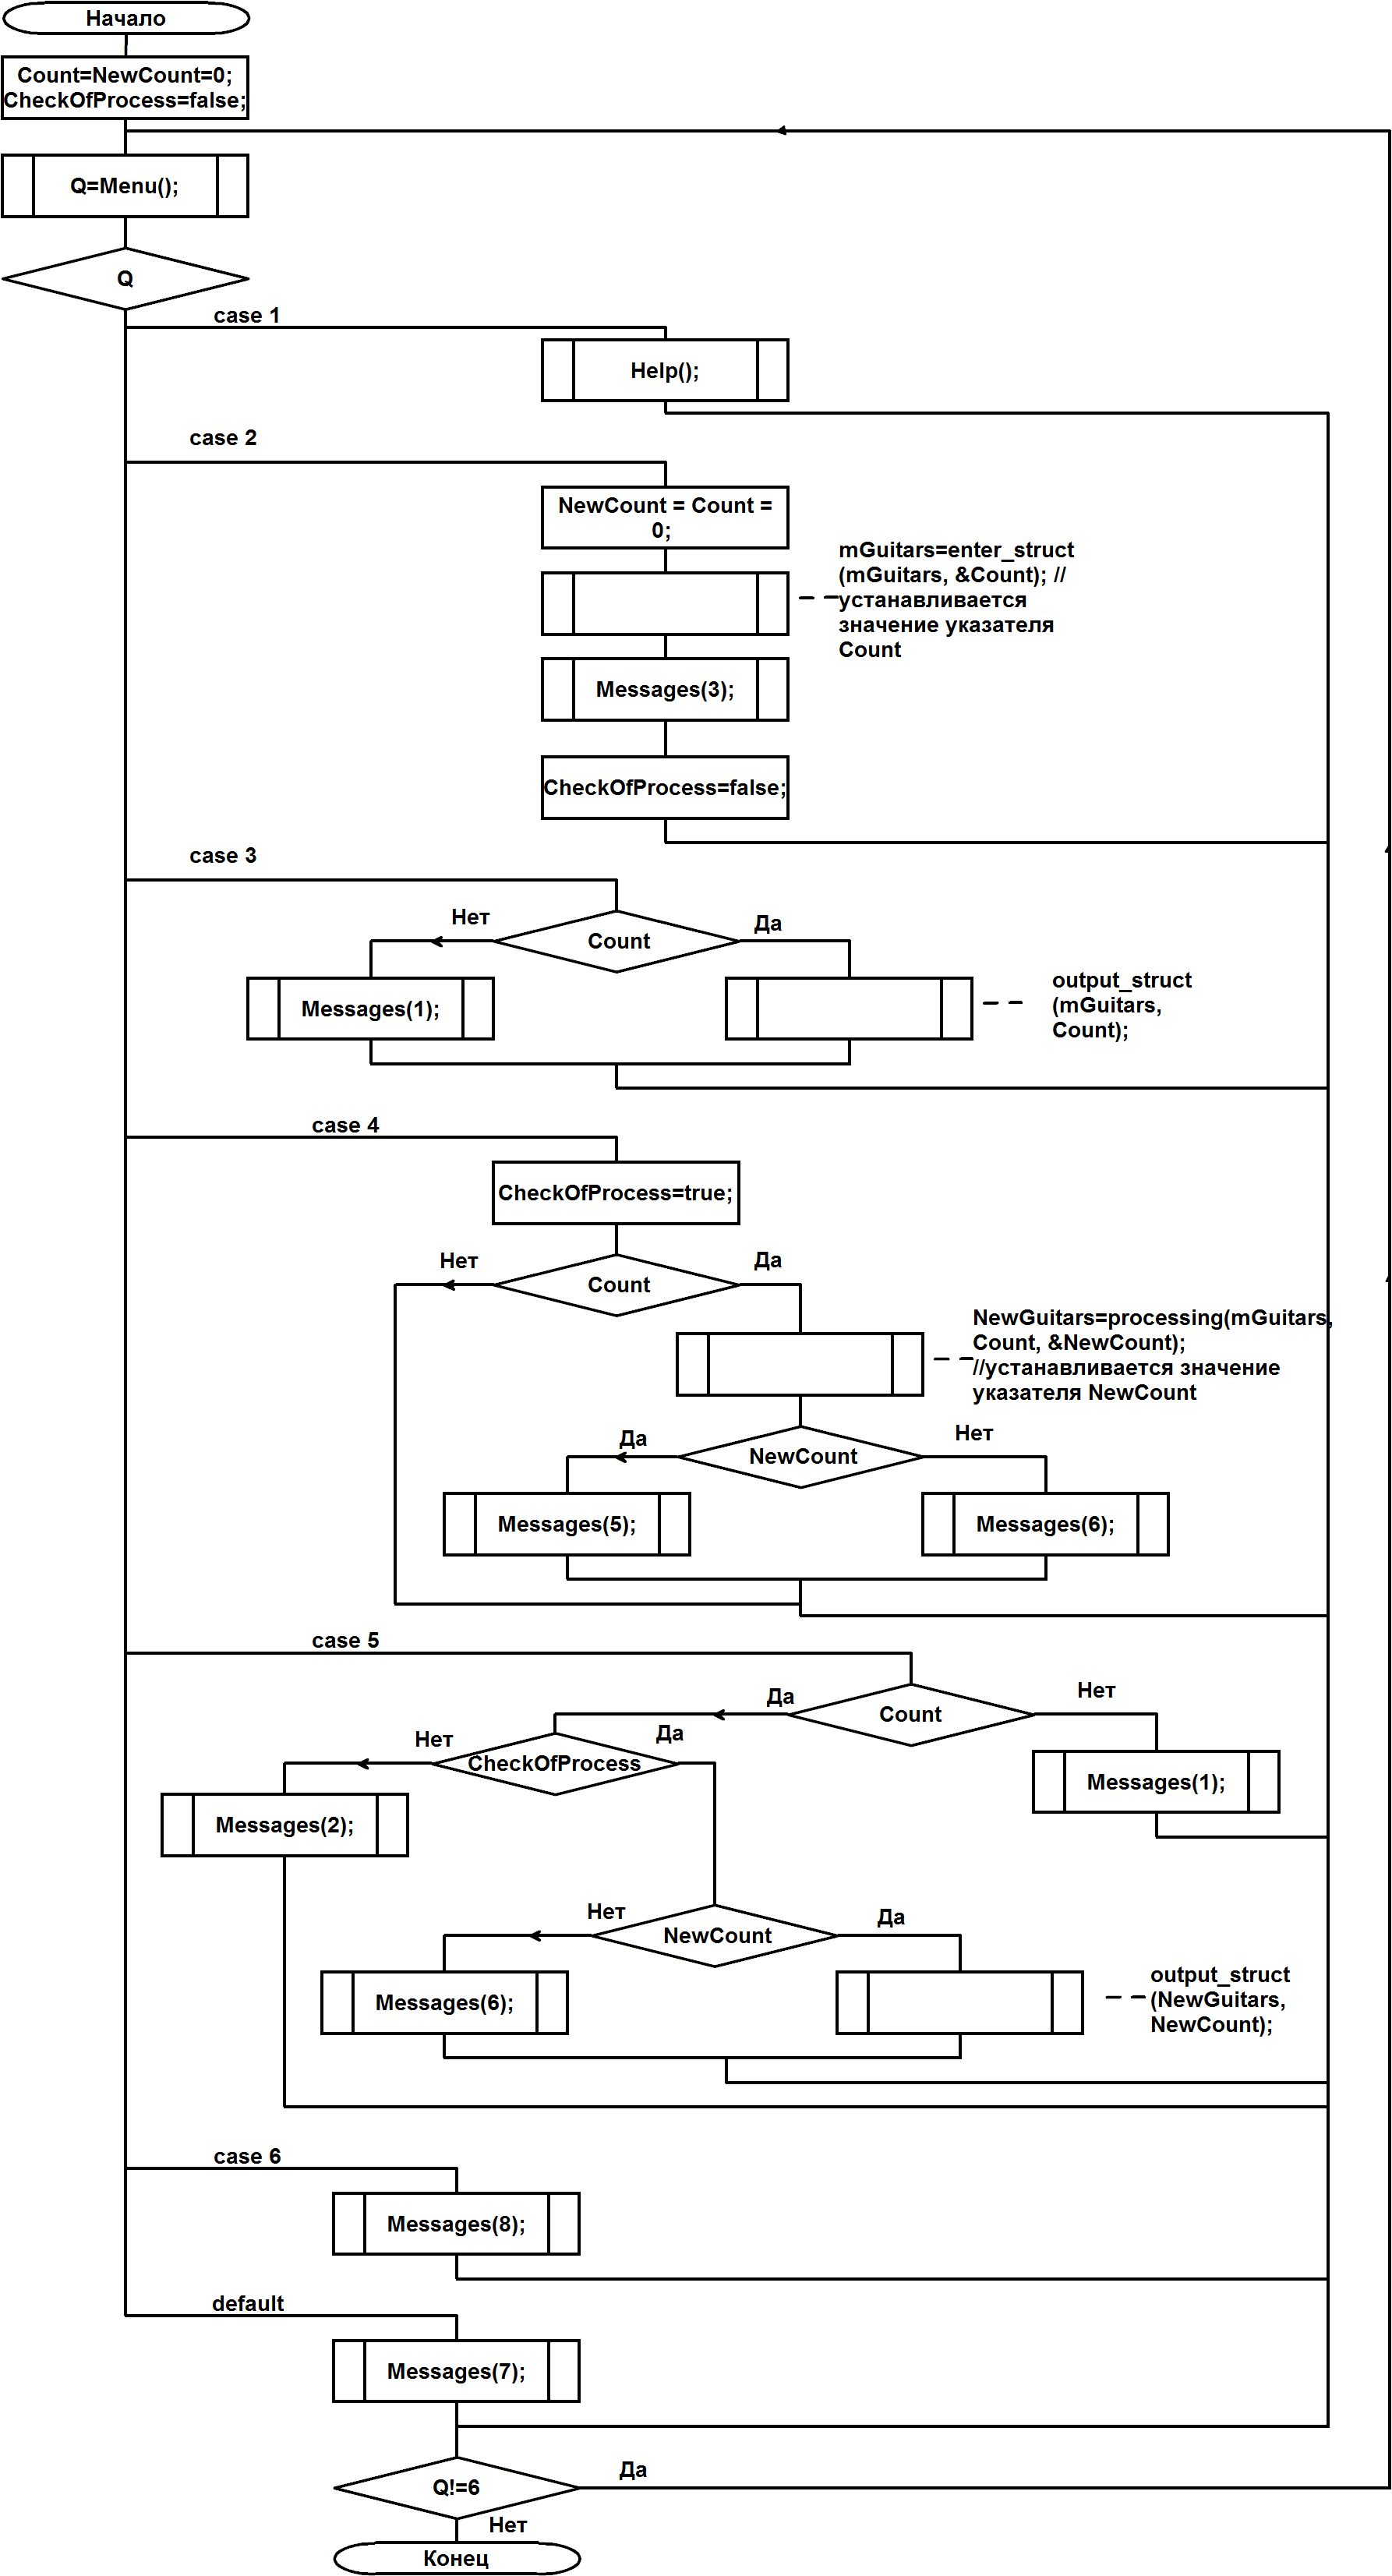 Начало
Count=NewCount=0;
CheckOfProcess=false;
Q=Menu();
Q
case 1
Help();
case 2
NewCount = Count =
0;
mGuitars=enter_struct
(mGuitars, &Count); //
устанавливается
значение указателя
Count
Messages(3);
CheckOfProcess=false;
case 3
Нет
Да
Count
Messages(1);
output_struct
(mGuitars,
Count);
case 4
CheckOfProcess=true;
Нет
Да
Count
NewGuitars=processing(mGuitars,
Count, &NewCount);
//устанавливается значение
указателя NewCount
Да
Нет
NewCount
Messages(5);
Messages(6);
case 5
Да
Нет
Count
Нет
Да
CheckOfProcess
Messages(1);
Messages(2);
Нет
Да
NewCount
Messages(6);
output_struct
(NewGuitars,
NewCount);
case 6
Messages(8);
default
Messages(7);
Да
Q!=6
Нет
Конец